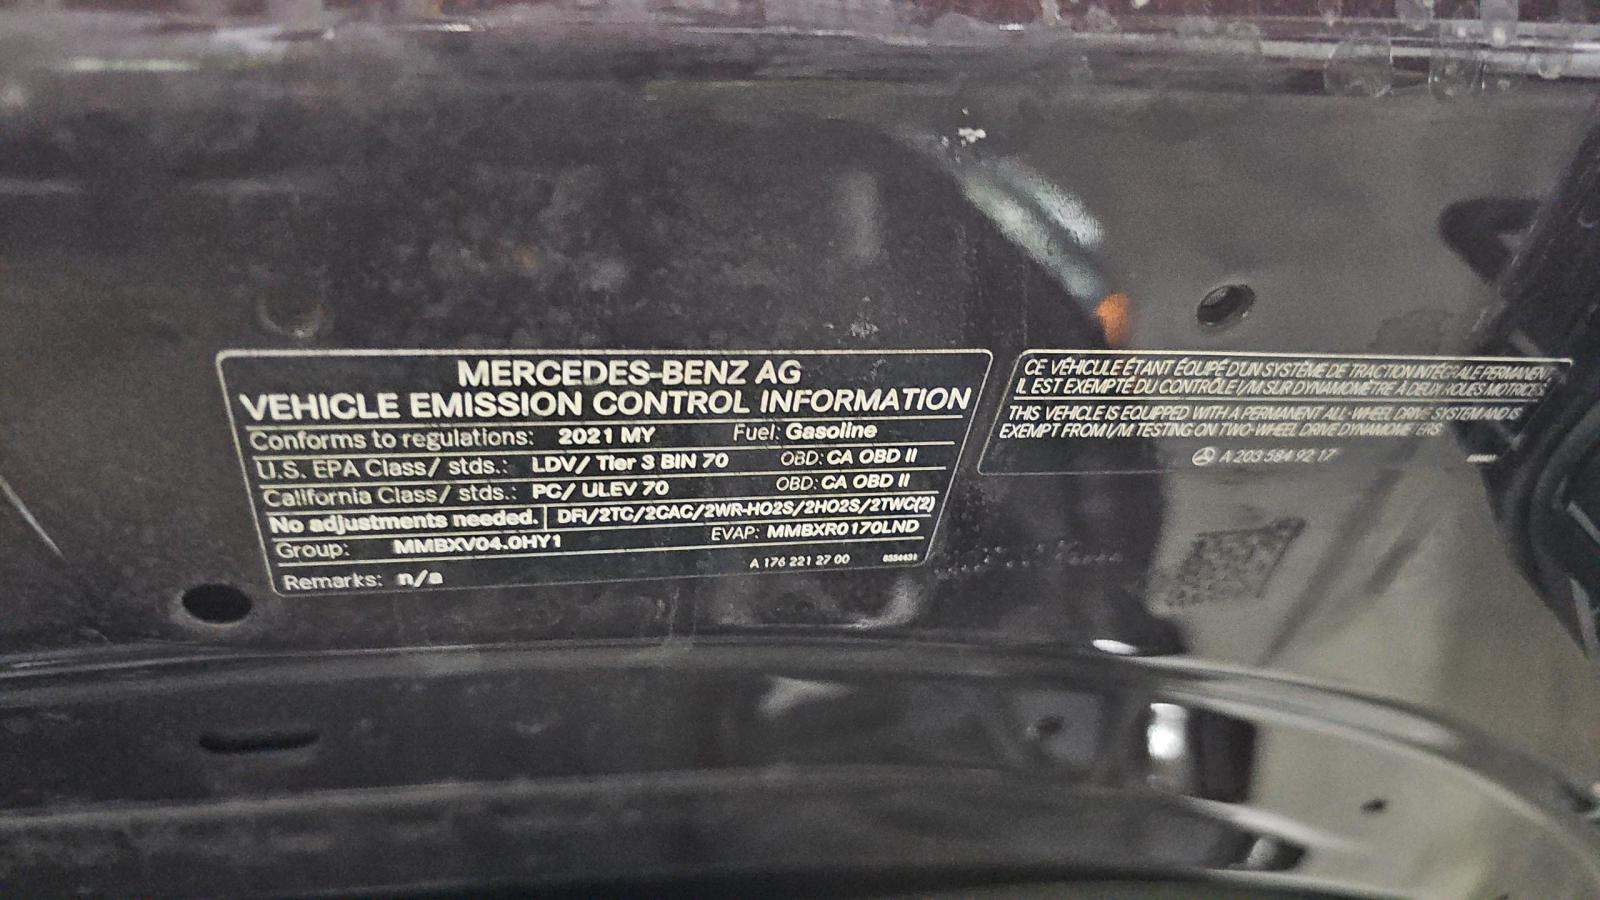 MERCEDES-BENZ AG
VEHICLE EMISSION CONTROL INFORMATION
Conforms to regulations: 2021 MY Fuel: Gasoline
U.S. EPA Class/ stds.: LDV/ Tier 3 BIN 70 OBD: CA OBD II
California Class/ stds.: PC/ ULEV 70 OBD: CA OBD II
No adjustments needed. DFI/2TC/2CAC/2WR-HO2S/2HO2S/2TWC(2)
Group: MMBXV04.0HY1 EVAP: MMBXR0170LND
Remarks: n/a A 176 221 27 00
CE VÉHICULE ÉTANT ÉQUIPÉ D'UN SYSTÈME DE TRACTION INTÉGRALE PERMANENT
IL EST EXEMPTÉ DU CONTRÔLE I/M SUR DYNAMOMÈTRE À DEUX ROUES MOTRICES
THIS VEHICLE IS EQUIPPED WITH A PERMANENT ALL-WHEEL DRIVE SYSTEM AND IS
EXEMPT FROM I/M TESTING ON TWO-WHEEL DRIVE DYNAMOMETERS
A 203 584 92 17